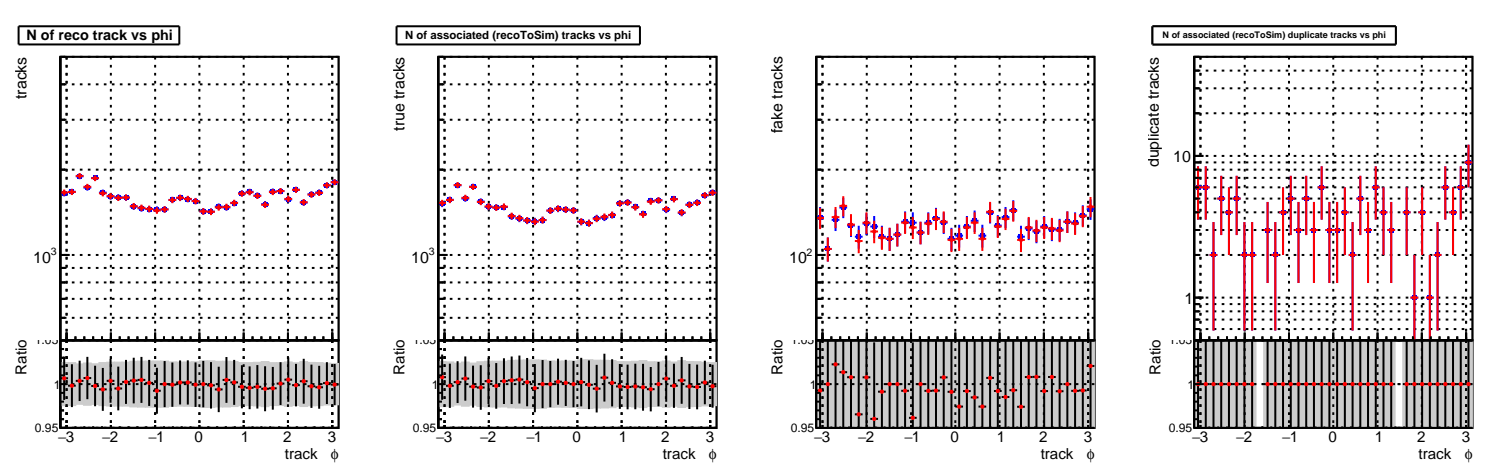 N of reco track vs phi
tracks
10³
Ratio
1.05
1
0.95
−3 −2 −1 0 1 2 3
track φ
N of associated (recoToSim) tracks vs phi
true tracks
10³
Ratio
1.05
1
0.95
−3 −2 −1 0 1 2 3
track φ
fake tracks
10²
Ratio
1.05
1
0.95
−3 −2 −1 0 1 2 3
track φ
N of associated (recoToSim) duplicate tracks vs phi
duplicate tracks
10
1
Ratio
1.05
1
0.95
−3 −2 −1 0 1 2 3
track φ